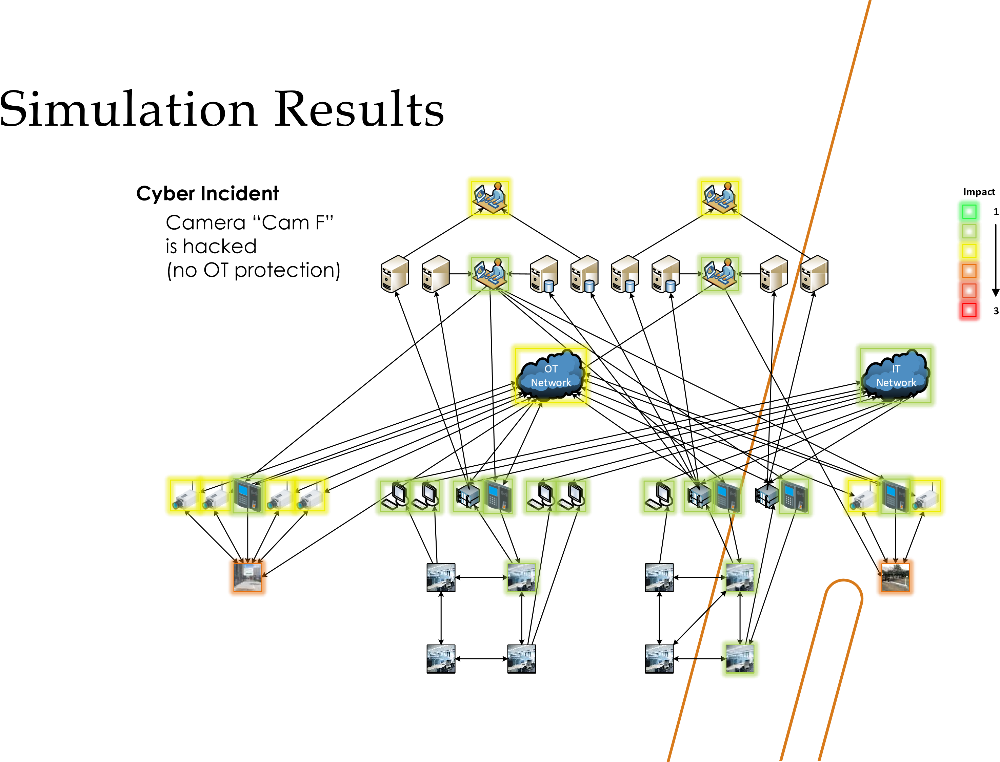 Simulation Results
Cyber Incident
Camera “Cam F”
is hacked
(no OT protection)
Impact
1
3
OT
Network
IT
Network